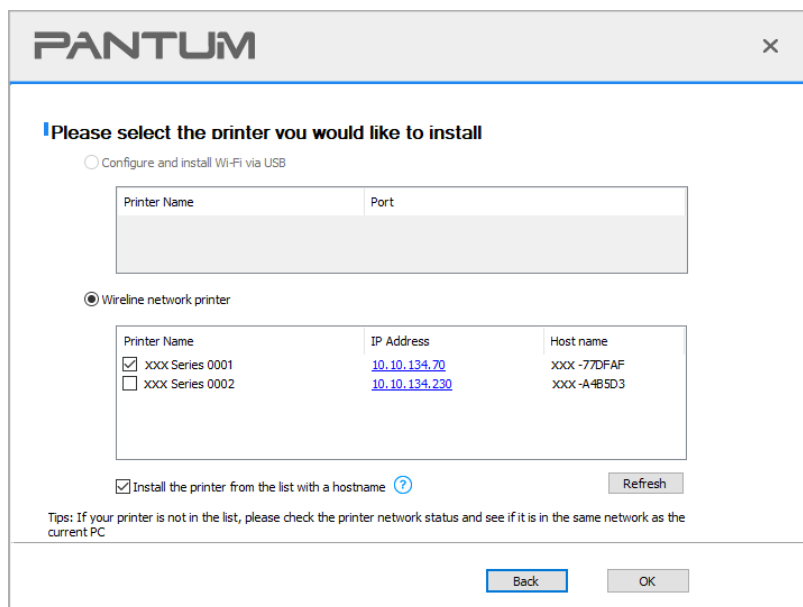 PANTUM
Please select the printer you would like to install
Configure and install Wi-Fi via USB
Printer Name Port
Wireline network printer
Printer Name IP Address Host name
XXX Series 0001 10.10.134.70 XXX -77DFAF
XXX Series 0002 10.10.134.230 XXX -A4B5D3
Install the printer from the list with a hostname ?
Refresh
Tips: If your printer is not in the list, please check the printer network status and see if it is in the same network as the
current PC
Back OK